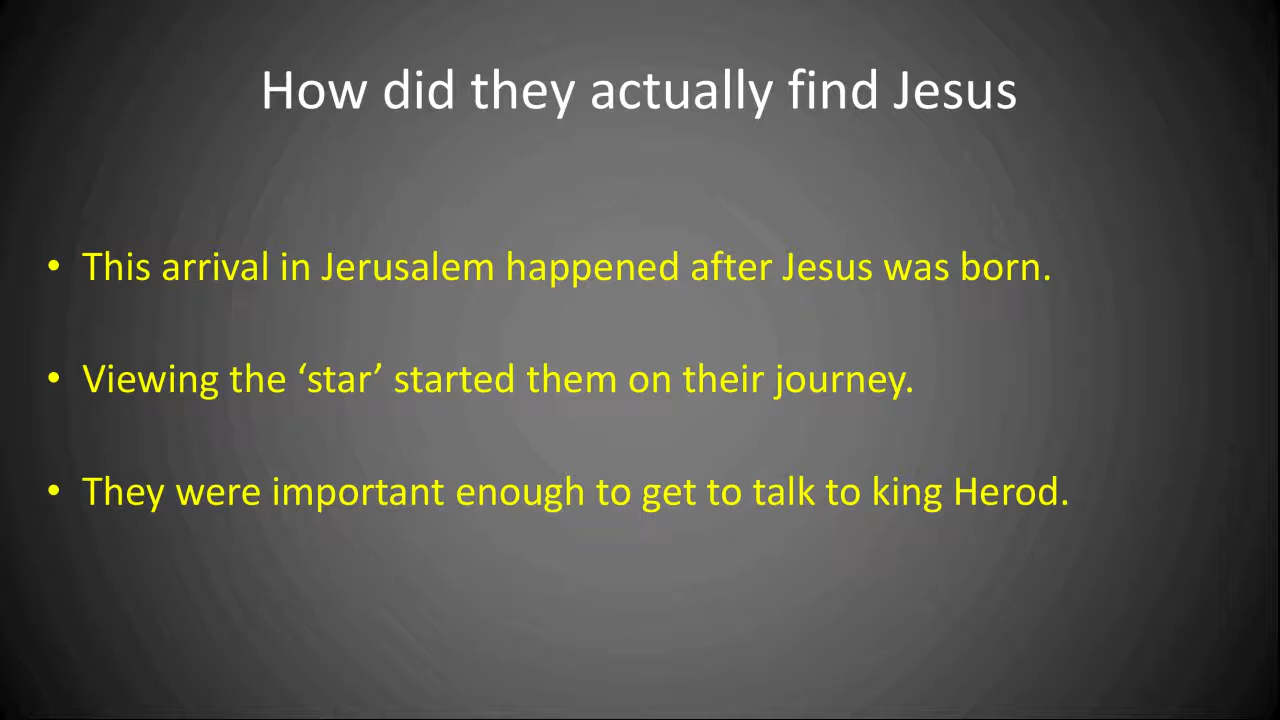 How did they actually find Jesus
• This arrival in Jerusalem happened after Jesus was born.
• Viewing the ‘star’ started them on their journey.
• They were important enough to get to talk to king Herod.